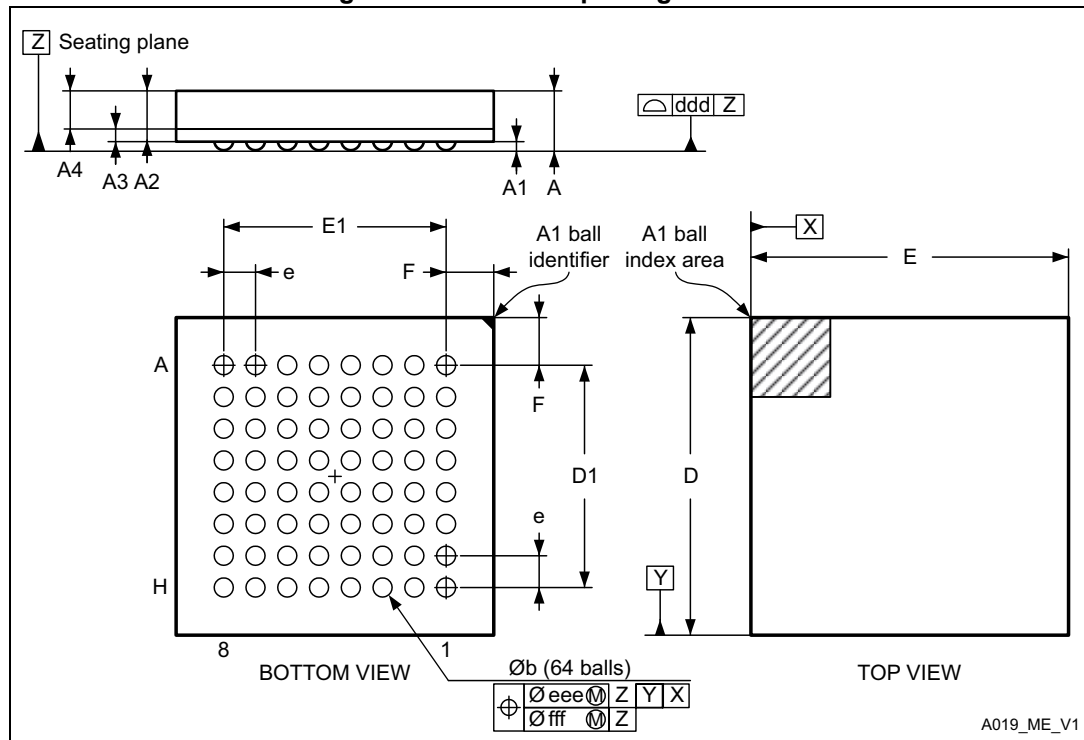 Z Seating plane
ddd Z
A4
A3 A2
A1 A
E1
A1 ball
identifier
A1 ball
index area
X
E
e
F
A
F
D1
D
e
H
Y
8
1
BOTTOM VIEW
Øb (64 balls)
TOP VIEW
Ø eee Ⓜ Z Y X
Ø fff Ⓜ Z
A019_ME_V1